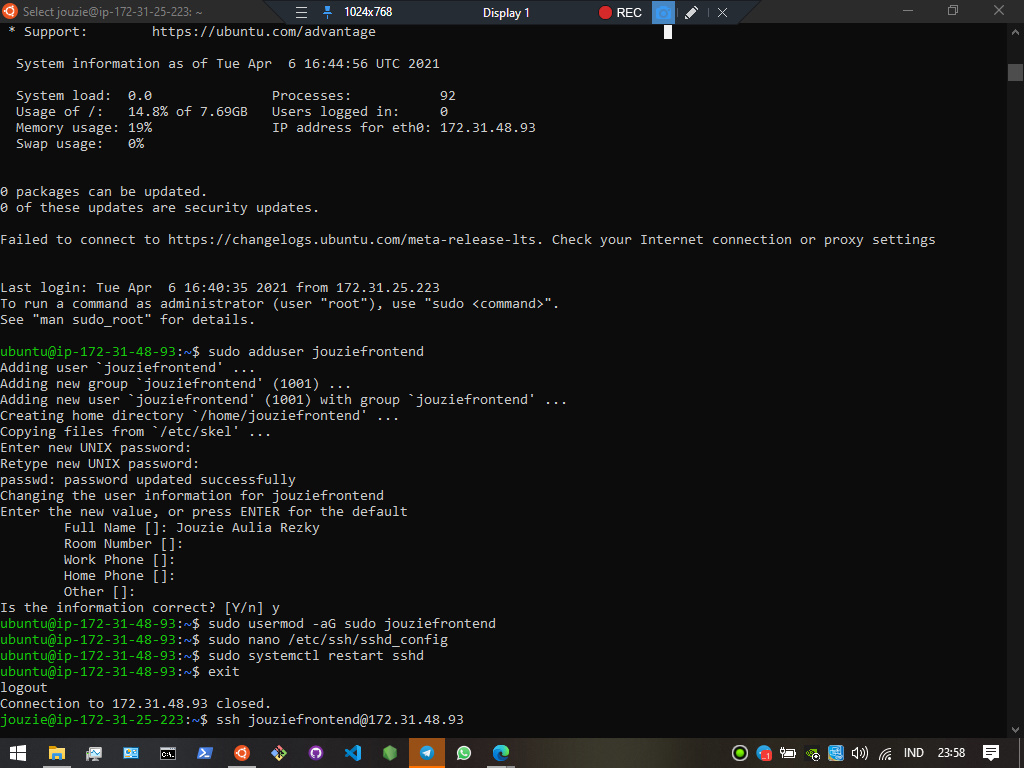 Select jouzie@ip-172-31-25-223: ~
1024x768
Display 1
REC
* Support:        https://ubuntu.com/advantage
System information as of Tue Apr  6 16:44:56 UTC 2021
System load:  0.0               Processes:           92
Usage of /:   14.8% of 7.69GB   Users logged in:     0
Memory usage: 19%               IP address for eth0: 172.31.48.93
Swap usage:   0%
0 packages can be updated.
0 of these updates are security updates.
Failed to connect to https://changelogs.ubuntu.com/meta-release-lts. Check your Internet connection or proxy settings
Last login: Tue Apr  6 16:40:35 2021 from 172.31.25.223
To run a command as administrator (user "root"), use "sudo <command>".
See "man sudo_root" for details.
ubuntu@ip-172-31-48-93:~$ sudo adduser jouziefrontend
Adding user `jouziefrontend' ...
Adding new group `jouziefrontend' (1001) ...
Adding new user `jouziefrontend' (1001) with group `jouziefrontend' ...
Creating home directory `/home/jouziefrontend' ...
Copying files from `/etc/skel' ...
Enter new UNIX password:
Retype new UNIX password:
passwd: password updated successfully
Changing the user information for jouziefrontend
Enter the new value, or press ENTER for the default
        Full Name []: Jouzie Aulia Rezky
        Room Number []:
        Work Phone []:
        Home Phone []:
        Other []:
Is the information correct? [Y/n] y
ubuntu@ip-172-31-48-93:~$ sudo usermod -aG sudo jouziefrontend
ubuntu@ip-172-31-48-93:~$ sudo nano /etc/ssh/sshd_config
ubuntu@ip-172-31-48-93:~$ sudo systemctl restart sshd
ubuntu@ip-172-31-48-93:~$ exit
logout
Connection to 172.31.48.93 closed.
jouzie@ip-172-31-25-223:~$ ssh jouziefrontend@172.31.48.93
IND
23:58